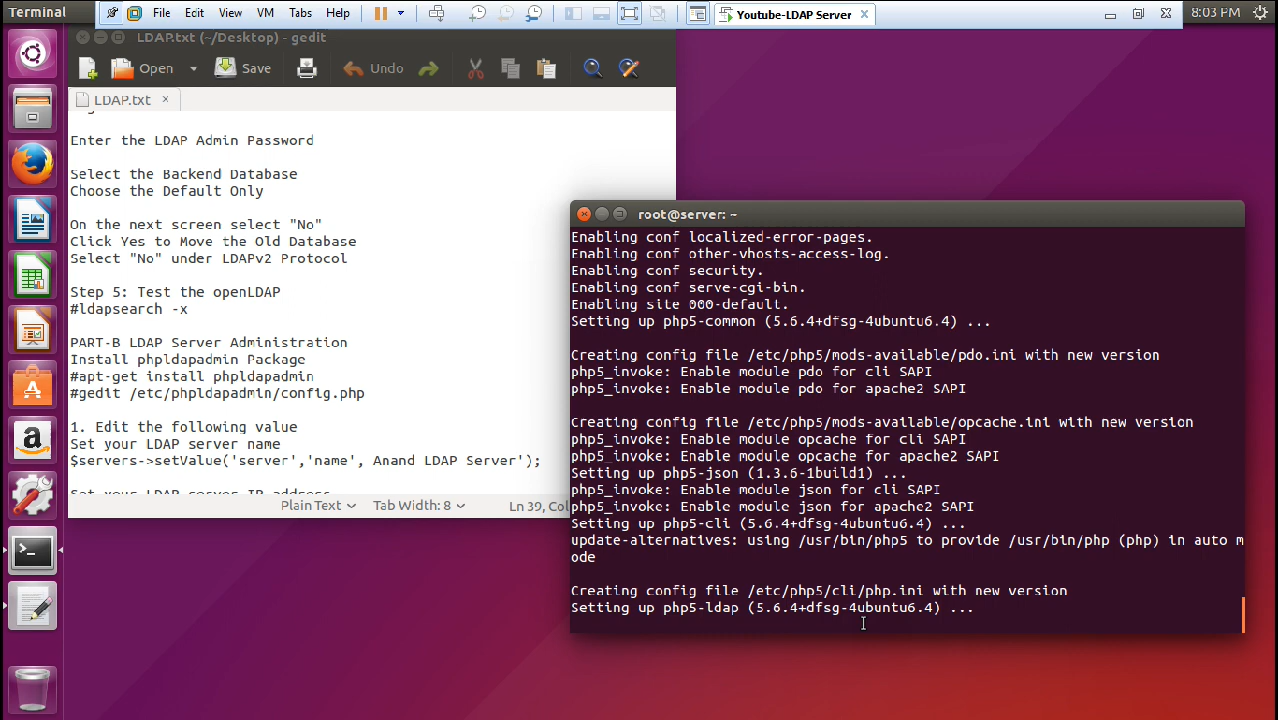 Terminal
File Edit View VM Tabs Help
Youtube-LDAP Server
8:03 PM
LDAP.txt (~/Desktop) - gedit
Open Save Undo
LDAP.txt
Enter the LDAP Admin Password
Select the Backend Database
Choose the Default Only
On the next screen select "No"
Click Yes to Move the Old Database
Select "No" under LDAPv2 Protocol
Step 5: Test the openLDAP
#ldapsearch -x
PART-B LDAP Server Administration
Install phpldapadmin Package
#apt-get install phpldapadmin
#gedit /etc/phpldapadmin/config.php
1. Edit the following value
Set your LDAP server name
$servers->setValue('server','name', Anand LDAP Server');
Set your LDAP server IP address
Plain Text Tab Width: 8 Ln 39, Col
root@server: ~
Enabling conf localized-error-pages.
Enabling conf other-vhosts-access-log.
Enabling conf security.
Enabling conf serve-cgi-bin.
Enabling site 000-default.
Setting up php5-common (5.6.4+dfsg-4ubuntu6.4) ...
Creating config file /etc/php5/mods-available/pdo.ini with new version
php5_invoke: Enable module pdo for cli SAPI
php5_invoke: Enable module pdo for apache2 SAPI
Creating config file /etc/php5/mods-available/opcache.ini with new version
php5_invoke: Enable module opcache for cli SAPI
php5_invoke: Enable module opcache for apache2 SAPI
Setting up php5-json (1.3.6-1build1) ...
php5_invoke: Enable module json for cli SAPI
php5_invoke: Enable module json for apache2 SAPI
Setting up php5-cli (5.6.4+dfsg-4ubuntu6.4) ...
update-alternatives: using /usr/bin/php5 to provide /usr/bin/php (php) in auto m
ode
Creating config file /etc/php5/cli/php.ini with new version
Setting up php5-ldap (5.6.4+dfsg-4ubuntu6.4) ...